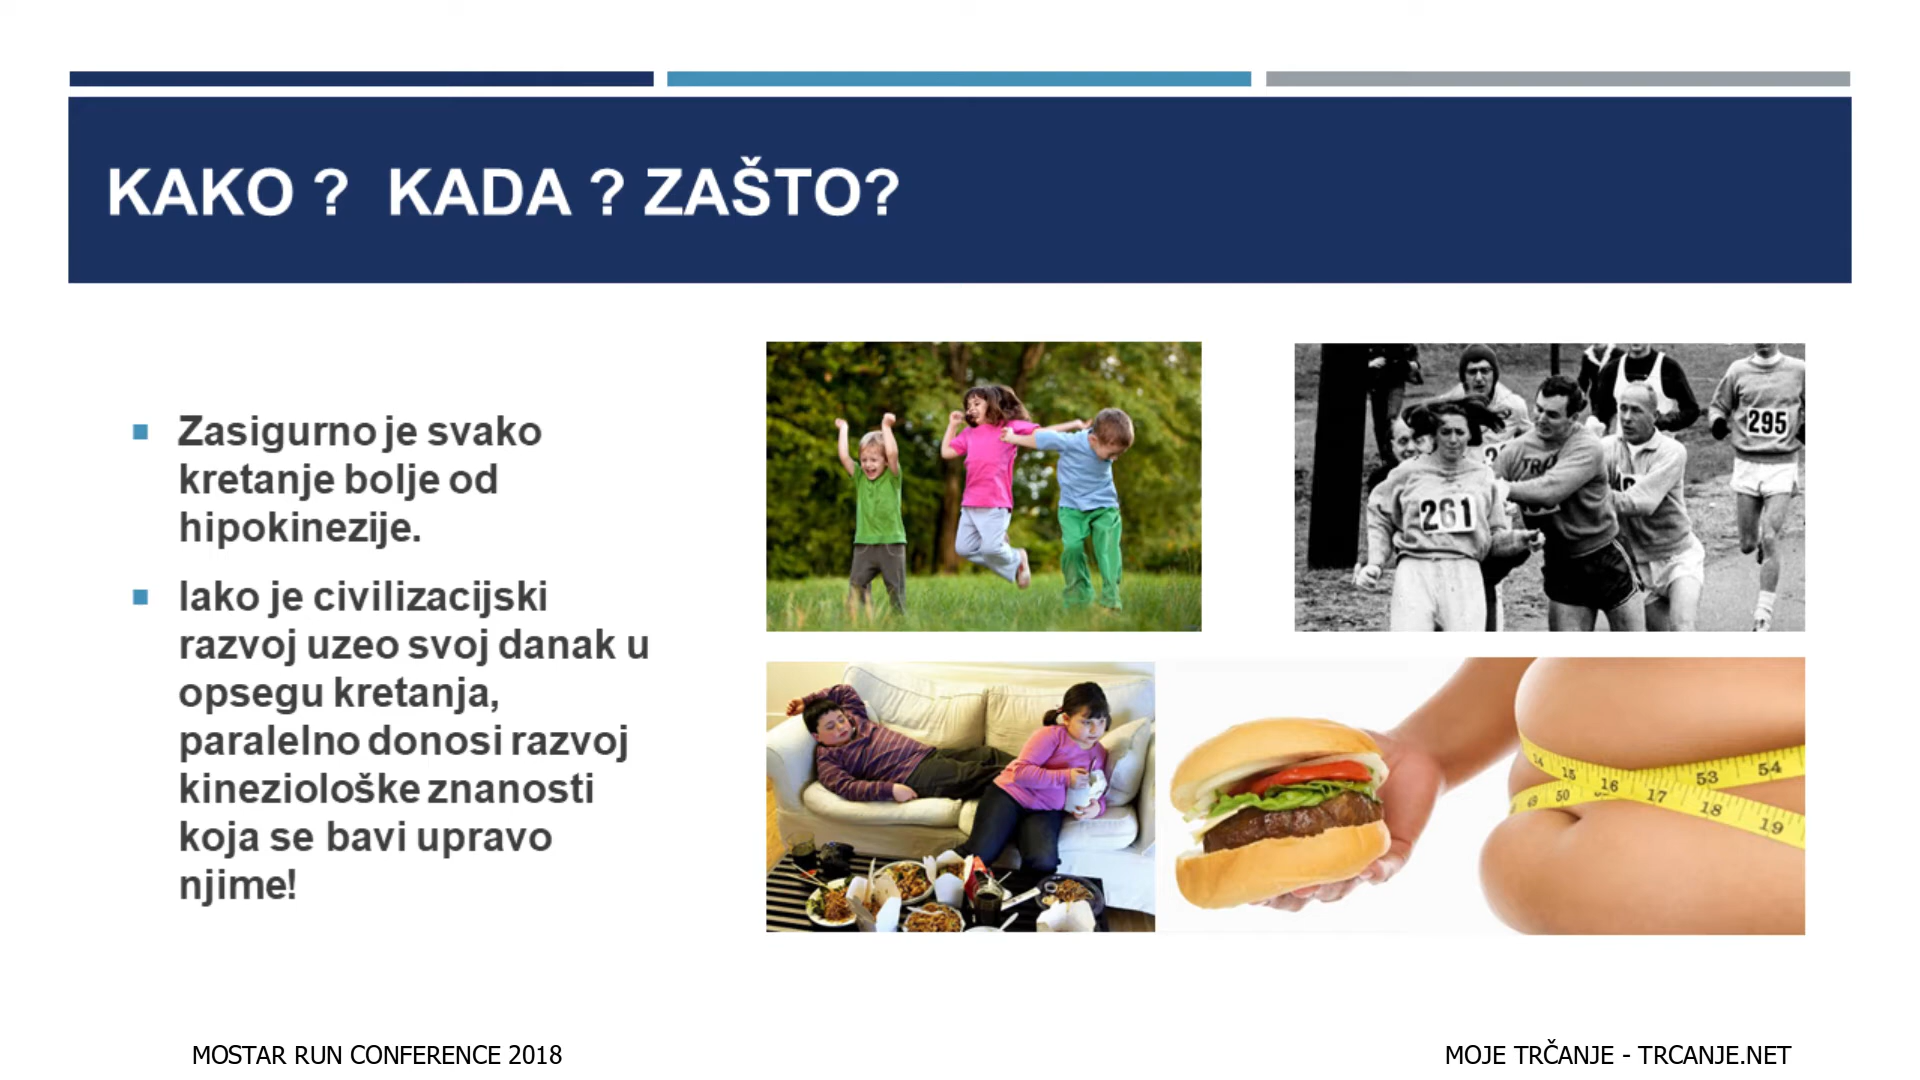 KAKO ? KADA ? ZAŠTO?
Zasigurno je svako
kretanje bolje od
hipokinezije.
Iako je civilizacijski
razvoj uzeo svoj danak u
opsegu kretanja,
paralelno donosi razvoj
kineziološke znanosti
koja se bavi upravo
njime!
295
261
14 15 16 17 18 19
49 50 53 54
MOSTAR RUN CONFERENCE 2018
MOJE TRČANJE - TRCANJE.NET